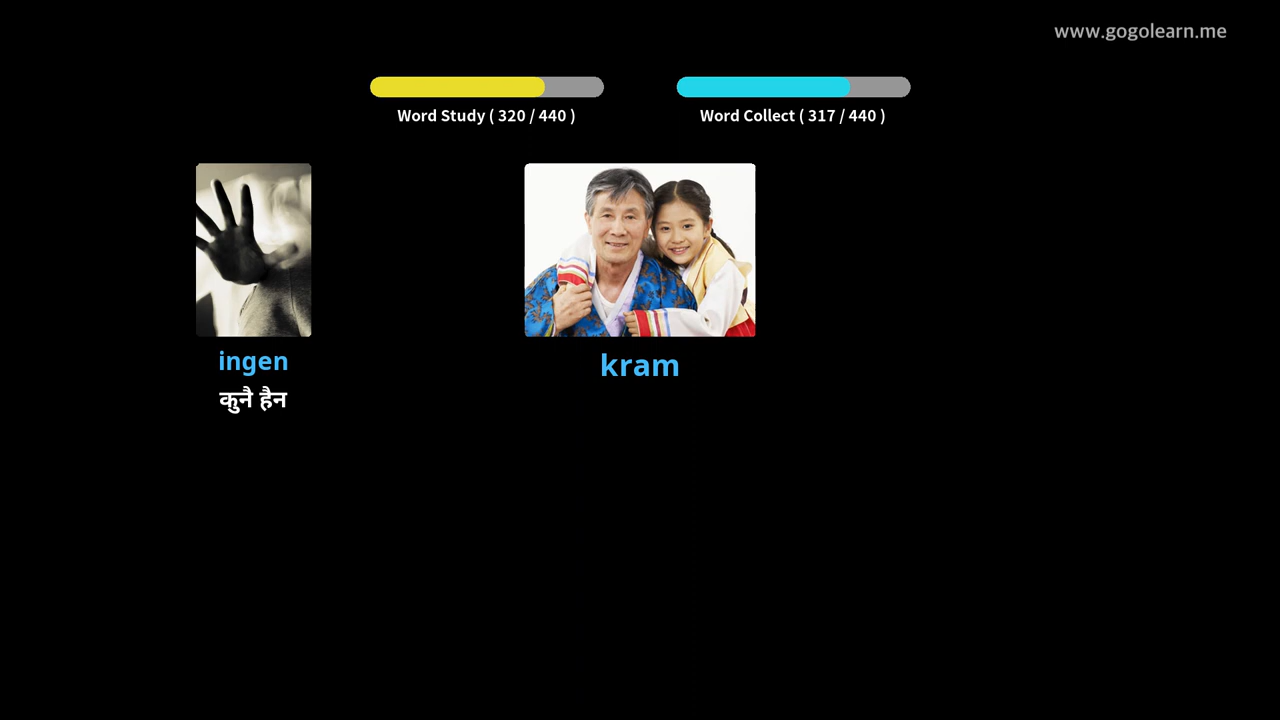 www.gogolearn.me
Word Study ( 320 / 440 )
Word Collect ( 317 / 440 )
ingen
कुनै हैन
kram